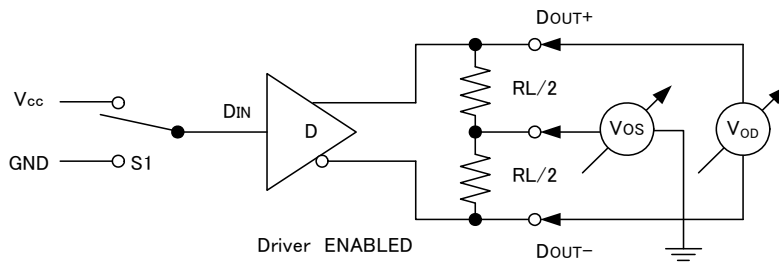 DOUT+
Vcc
DIN
RL/2
D
VOS
VOD
GND
S1
RL/2
Driver ENABLED
DOUT−